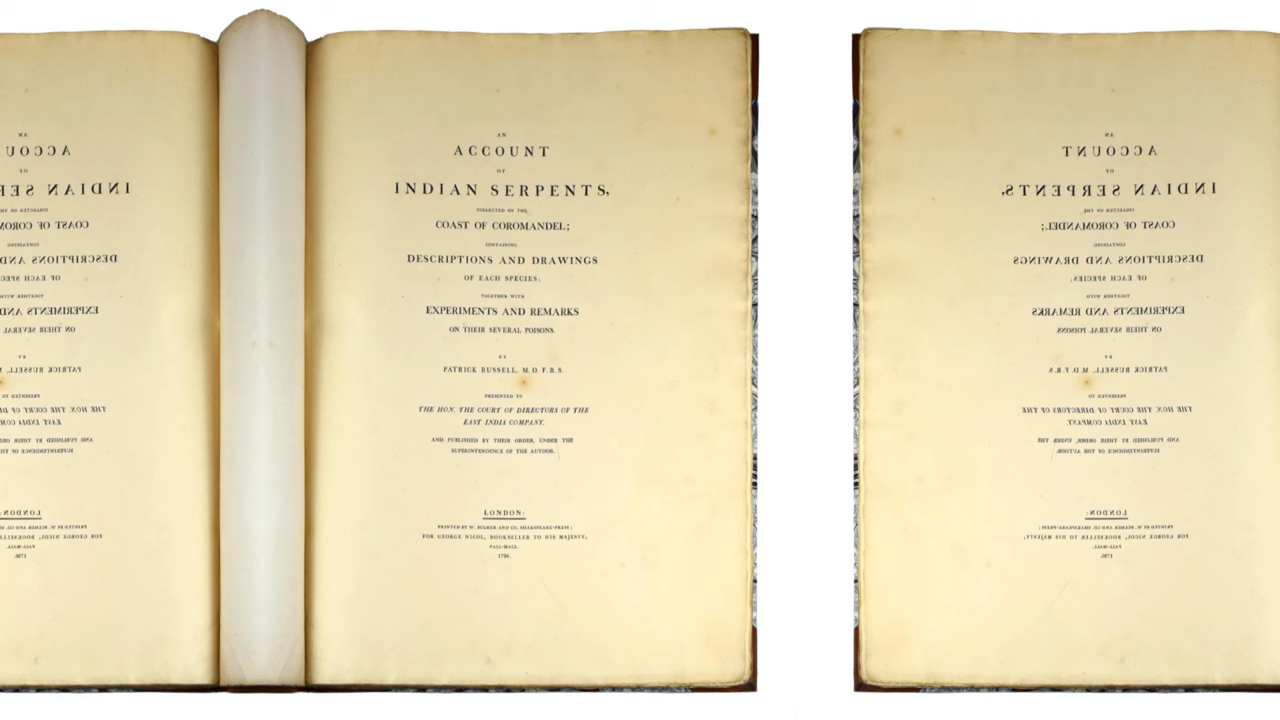 AN
ACCOUNT
OF
INDIAN SERPENTS,
COLLECTED ON THE
COAST OF COROMANDEL;
CONTAINING
DESCRIPTIONS AND DRAWINGS
OF EACH SPECIES;
TOGETHER WITH
EXPERIMENTS AND REMARKS
ON THEIR SEVERAL POISONS.
BY
PATRICK RUSSELL, M.D. F.R.S.
PRESENTED TO
THE HON. THE COURT OF DIRECTORS OF THE
EAST INDIA COMPANY.
AND PUBLISHED BY THEIR ORDER, UNDER THE
SUPERINTENDENCE OF THE AUTHOR.
LONDON:
PRINTED BY W. BULMER AND CO. SHAKSPEARE-PRESS;
FOR GEORGE NICOL, BOOKSELLER TO HIS MAJESTY,
PALL-MALL.
1796.